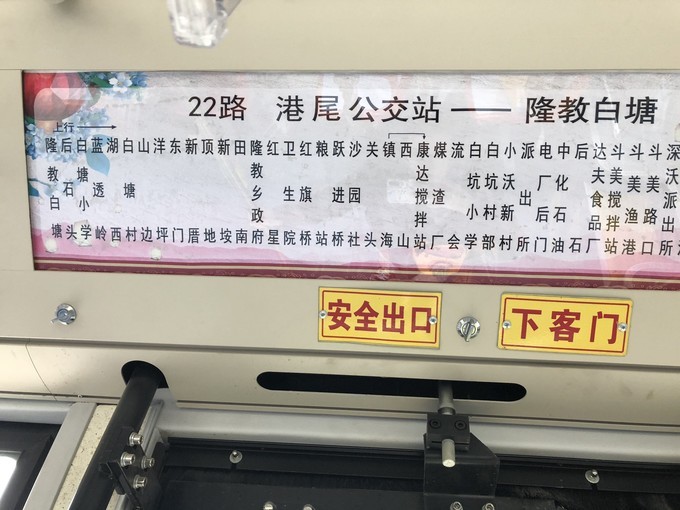 22路 港尾公交站——隆教白塘
上行
隆教白塘
后石头
白塘小学
蓝透岭
湖西
白塘村
山边
洋坪
东门
新厝
顶地
新垵
田南
隆教乡政府
红星
卫生院
红旗桥
粮站
跃进桥
沙园社
关头
镇海
西山
康达搅拌站
煤渣厂
流会
白坑小学
白坑村部
小沃新村
派出所
电厂后门
中化石油
后石
达夫食品厂
斗美搅拌站
斗美渔港
斗美路口
深沃派出所
安全出口
下客门